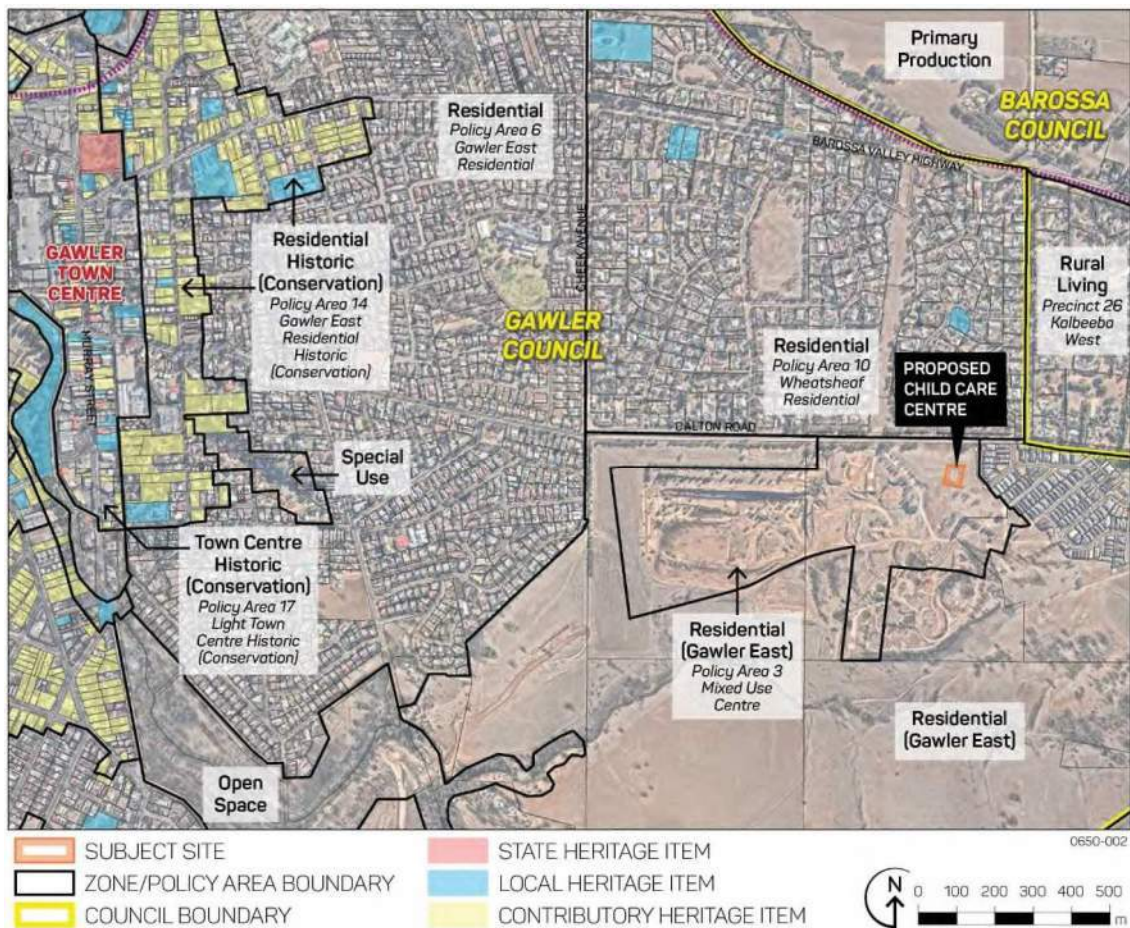 Primary
Production
BAROSSA
COUNCIL
BAROSSA VALLEY HIGHWAY
Residential
Policy Area 6
Gawler East
Residential
Residential
Historic
(Conservation)
Policy Area 14
Gawler East
Residential
Historic
(Conservation)
GAWLER
TOWN
CENTRE
MURRAY STREET
CHEEK AVENUE
GAWLER
COUNCIL
Rural
Living
Precinct 26
Kalbeeba
West
Residential
Policy Area 10
Wheatsheaf
Residential
PROPOSED
CHILD CARE
CENTRE
CALTON ROAD
Special
Use
Town Centre
Historic
(Conservation)
Policy Area 17
Light Town
Centre Historic
(Conservation)
Residential
(Gawler East)
Policy Area 3
Mixed Use
Centre
Residential
(Gawler East)
Open
Space
0650-002
SUBJECT SITE
ZONE/POLICY AREA BOUNDARY
COUNCIL BOUNDARY
STATE HERITAGE ITEM
LOCAL HERITAGE ITEM
CONTRIBUTORY HERITAGE ITEM
N
0 100 200 300 400 500
m